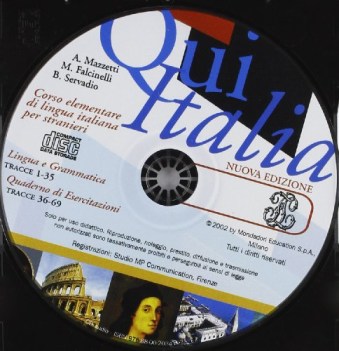 A. Mazzetti
M. Falcinelli
B. Servadio
Qui
Italia
Corso elementare
di lingua italiana
per stranieri
NUOVA EDIZIONE
COMPACT
disc
DATA STORAGE
Lingua e Grammatica
TRACCE 1-35
Quaderno di Esercitazioni
TRACCE 36-69
©2002 by Mondadori Education S.p.A.,
Milano
Tutti i diritti riservati
Solo per uso didattico. Riproduzione, noleggio, prestito, diffusione e trasmissione
non autorizzati sono tassativamente proibiti e perseguiti ai sensi di legge
Registrazioni: Studio MP Communication, Firenze